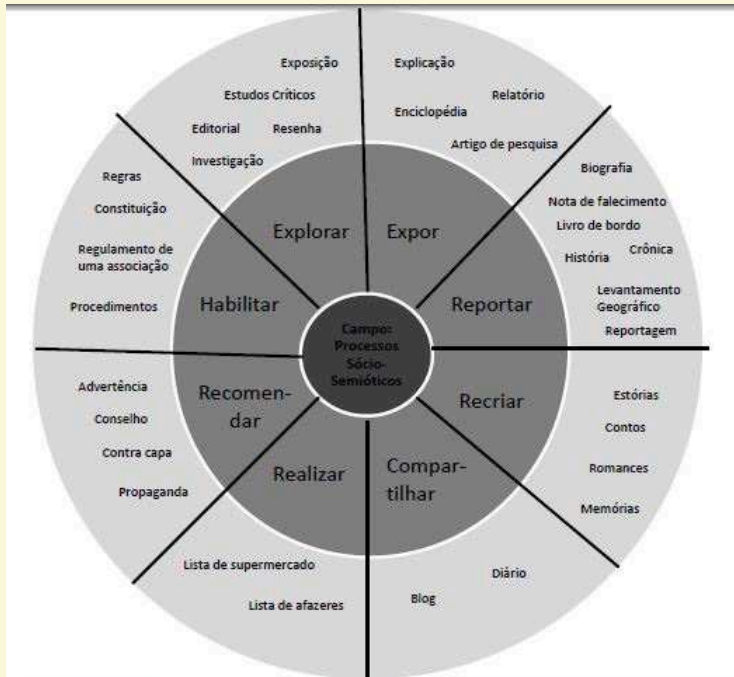 Exposição
Estudos Críticos
Editorial Resenha
Investigação
Explicação
Relatório
Enciclopédia
Artigo de pesquisa
Biografia
Nota de falecimento
Livro de bordo
Crônica
História
Levantamento
Geográfico
Reportagem
Regras
Constituição
Regulamento de
uma associação
Procedimentos
Explorar
Expor
Habilitar
Reportar
Campo:
Processos
Sócio-
Semióticos
Recomen-
dar
Recriar
Realizar
Compar-
tilhar
Advertência
Conselho
Contra capa
Propaganda
Estórias
Contos
Romances
Memórias
Lista de supermercado
Lista de afazeres
Diário
Blog